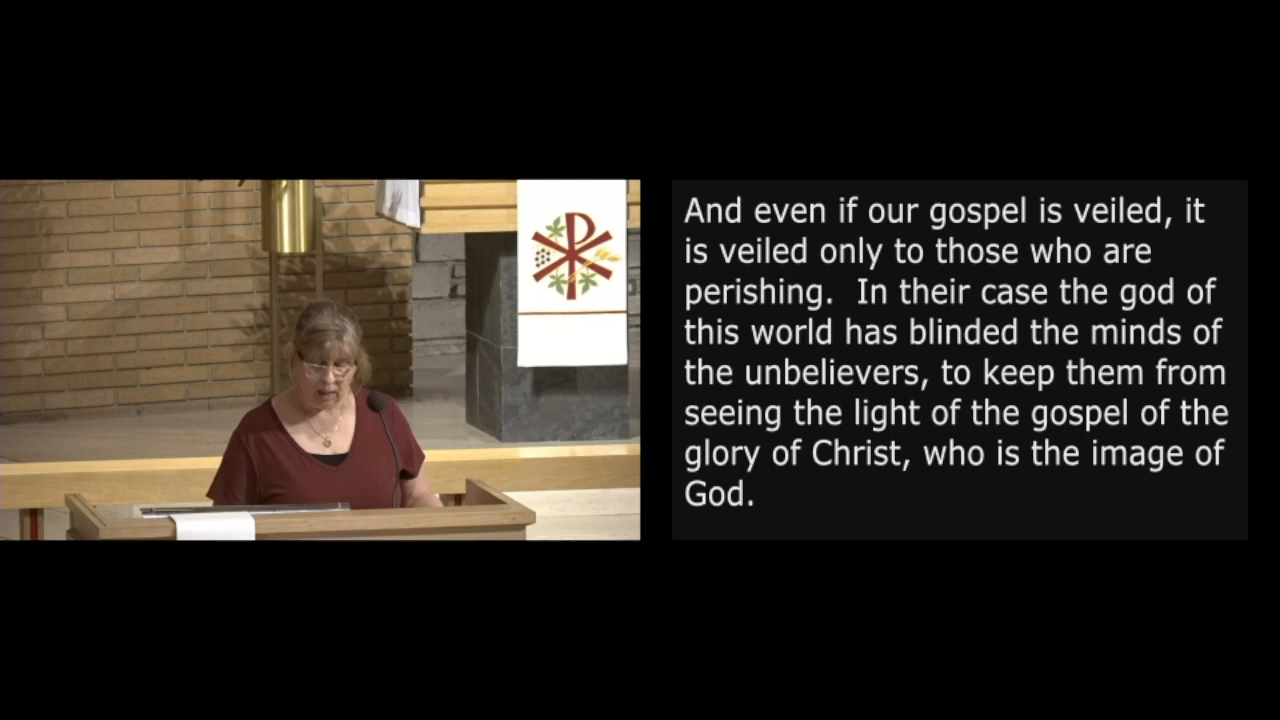 And even if our gospel is veiled, it
is veiled only to those who are
perishing.  In their case the god of
this world has blinded the minds of
the unbelievers, to keep them from
seeing the light of the gospel of the
glory of Christ, who is the image of
God.